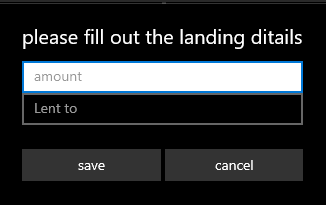 please fill out the landing ditails
amount
Lent to
save cancel